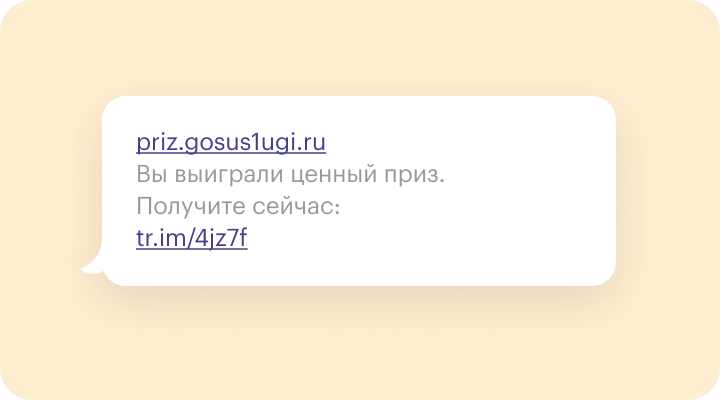 priz.gosus1ugi.ru
Вы выиграли ценный приз.
Получите сейчас:
tr.im/4jz7f